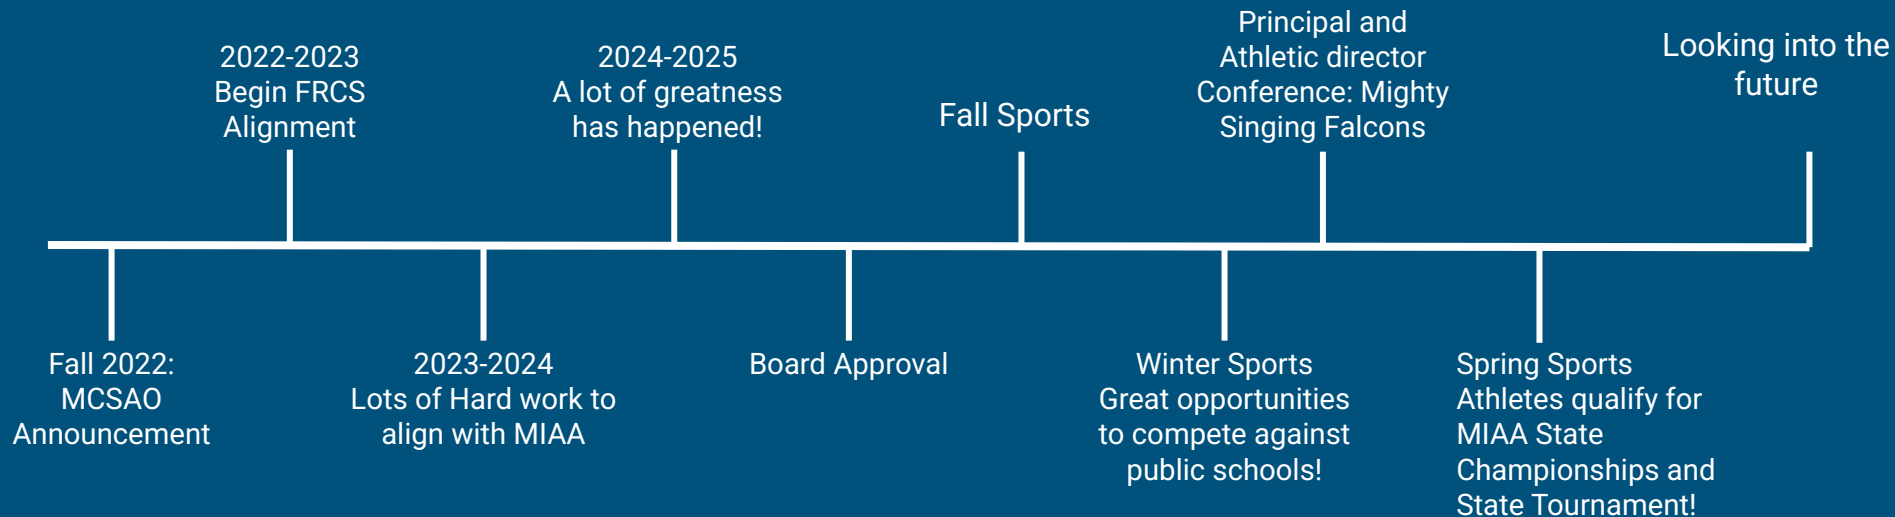 2022-2023
Begin FRCS
Alignment
2024-2025
A lot of greatness
has happened!
Fall Sports
Principal and
Athletic director
Conference: Mighty
Singing Falcons
Looking into the
future
Fall 2022:
MCSAO
Announcement
2023-2024
Lots of Hard work to
align with MIAA
Board Approval
Winter Sports
Great opportunities
to compete against
public schools!
Spring Sports
Athletes qualify for
MIAA State
Championships and
State Tournament!